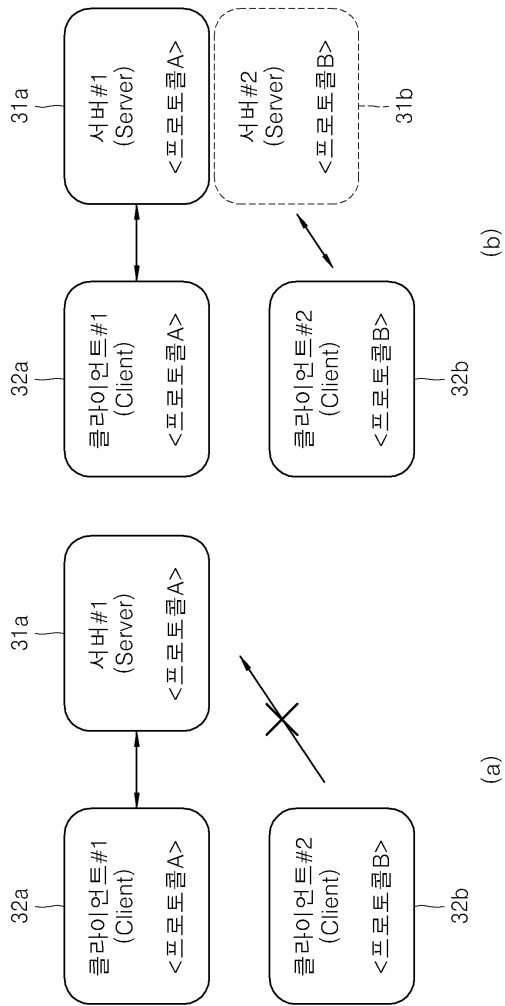 32a
클라이언트#1
(Client)
<프로토콜A>
31a
서버#1
(Server)
<프로토콜A>
클라이언트#2
(Client)
<프로토콜B>
32b
(a)
32a
클라이언트#1
(Client)
<프로토콜A>
31a
서버#1
(Server)
<프로토콜A>
클라이언트#2
(Client)
<프로토콜B>
32b
서버#2
(Server)
<프로토콜B>
31b
(b)